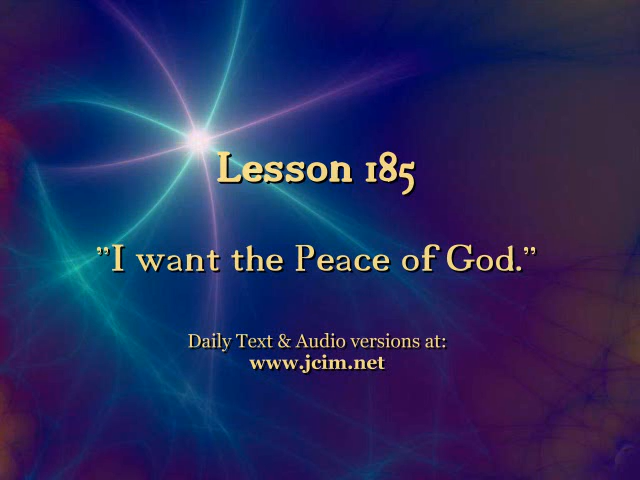 Lesson 185
"I want the Peace of God."
Daily Text & Audio versions at:
www.jcim.net